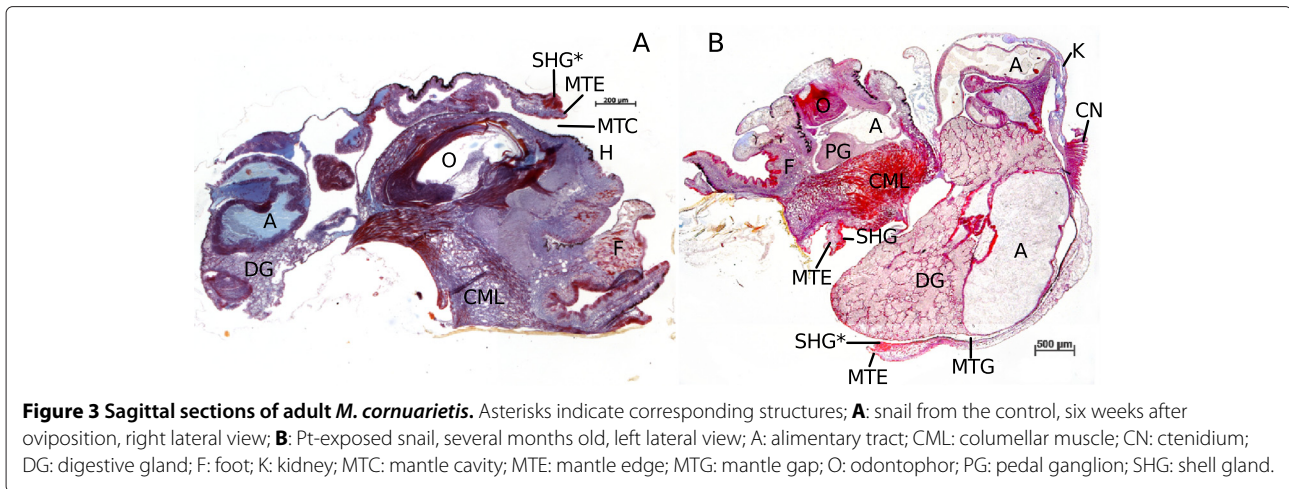 A
SHG*
MTE
200 µm
MTC
H
O
A
DG
F
CML
B
A
K
O
CN
A
PG
F
CML
SHG
MTE
DG
A
SHG*
MTE
MTG
500 µm
Figure 3 Sagittal sections of adult M. cornuarietis. Asterisks indicate corresponding structures; A: snail from the control, six weeks after
oviposition, right lateral view; B: Pt-exposed snail, several months old, left lateral view; A: alimentary tract; CML: columellar muscle; CN: ctenidium;
DG: digestive gland; F: foot; K: kidney; MTC: mantle cavity; MTE: mantle edge; MTG: mantle gap; O: odontophor; PG: pedal ganglion; SHG: shell gland.